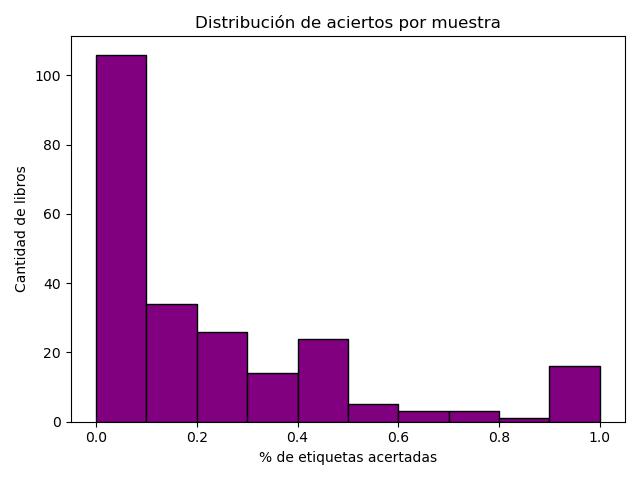 Distribución de aciertos por muestra
Cantidad de libros
100
80
60
40
20
0
0.0 0.2 0.4 0.6 0.8 1.0
% de etiquetas acertadas